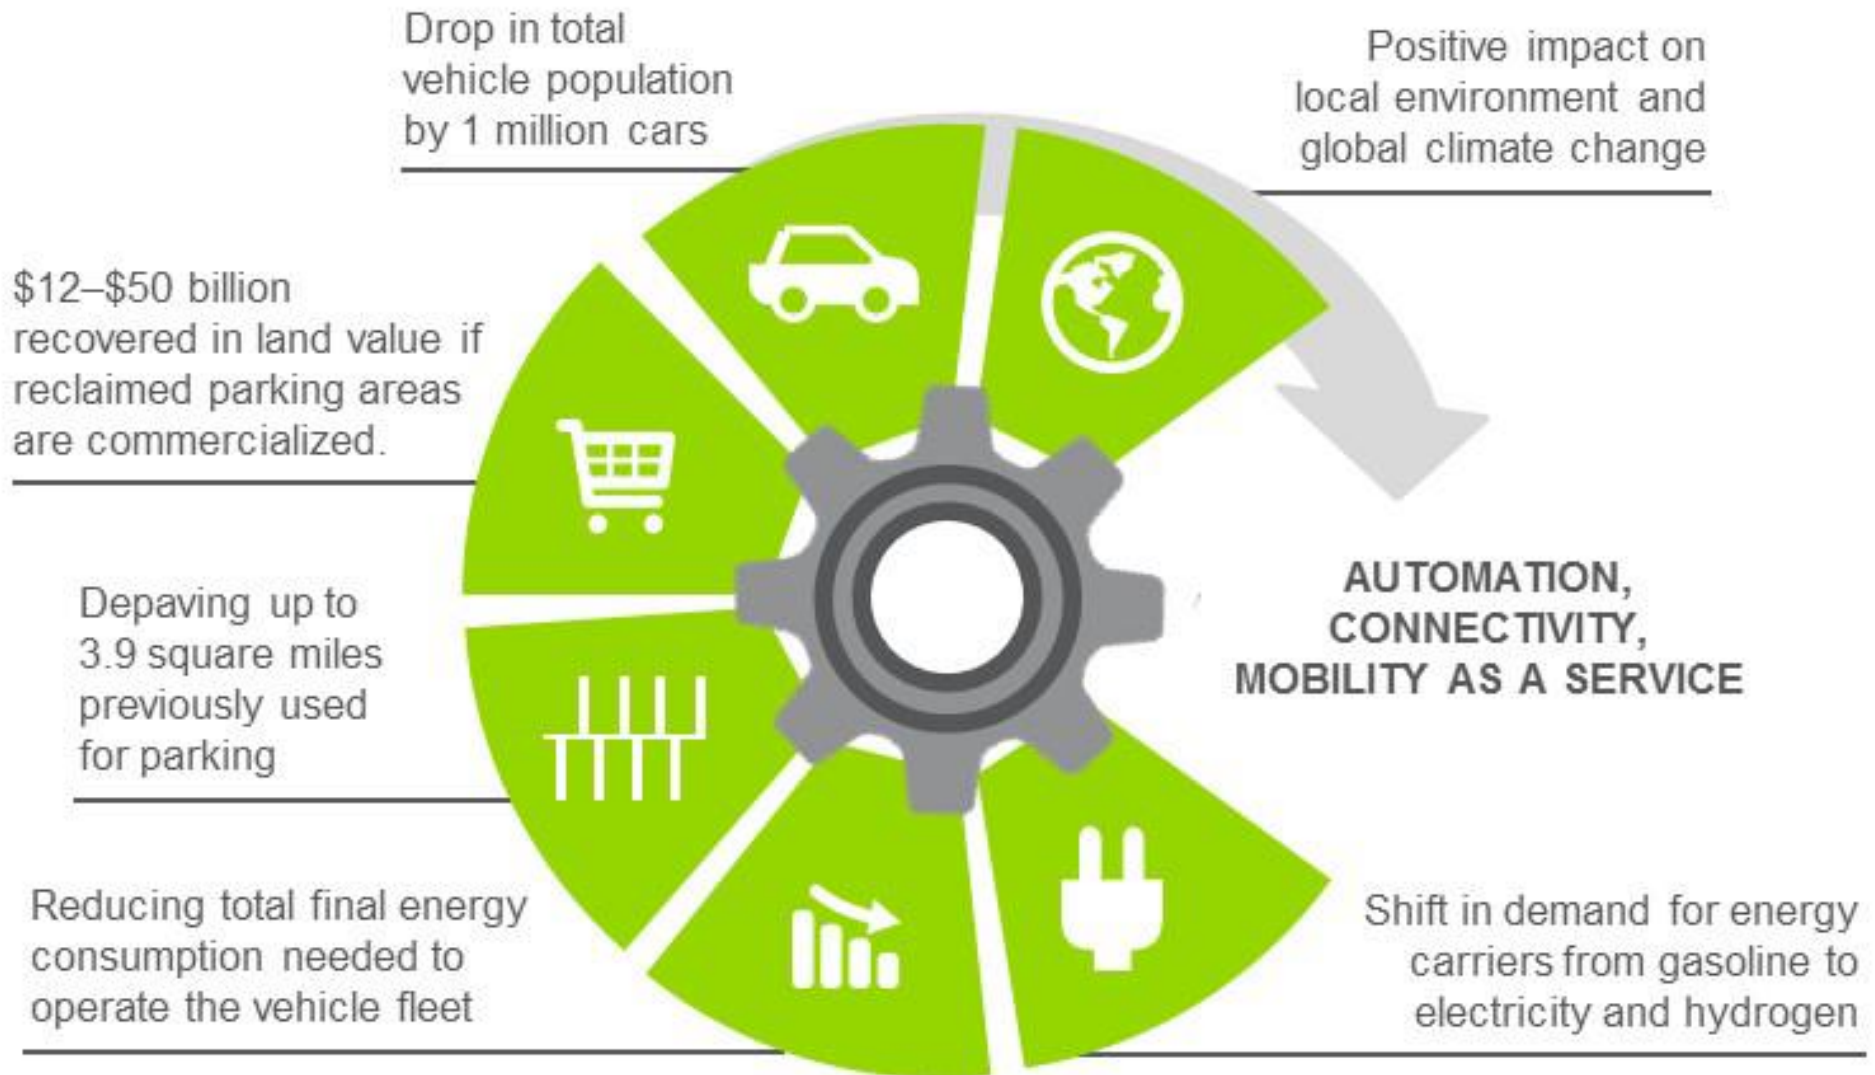 Drop in total
vehicle population
by 1 million cars
Positive impact on
local environment and
global climate change
$12–$50 billion
recovered in land value if
reclaimed parking areas
are commercialized.
Depaving up to
3.9 square miles
previously used
for parking
AUTOMATION,
CONNECTIVITY,
MOBILITY AS A SERVICE
Reducing total final energy
consumption needed to
operate the vehicle fleet
Shift in demand for energy
carriers from gasoline to
electricity and hydrogen